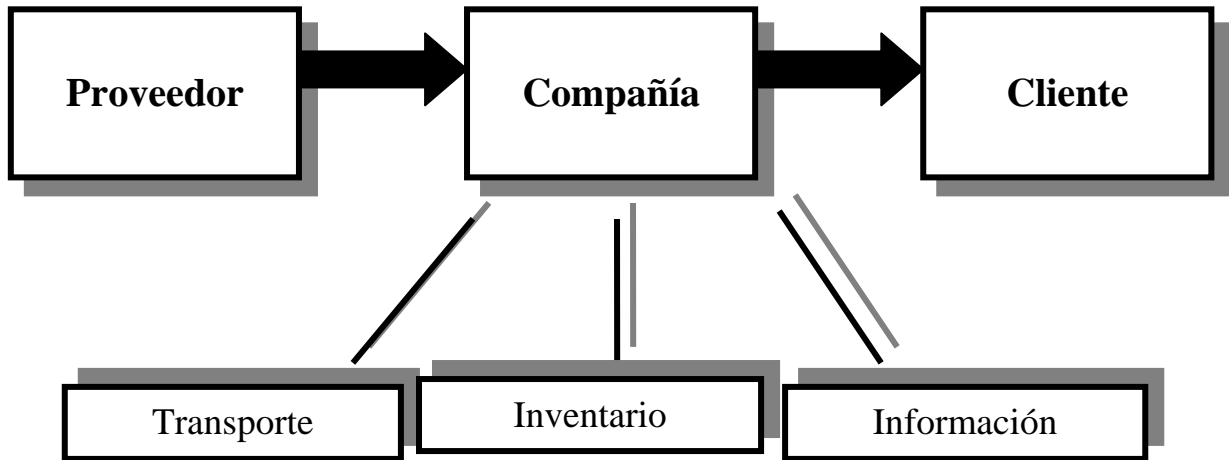 Proveedor
Compañía
Cliente
Transporte
Inventario
Información